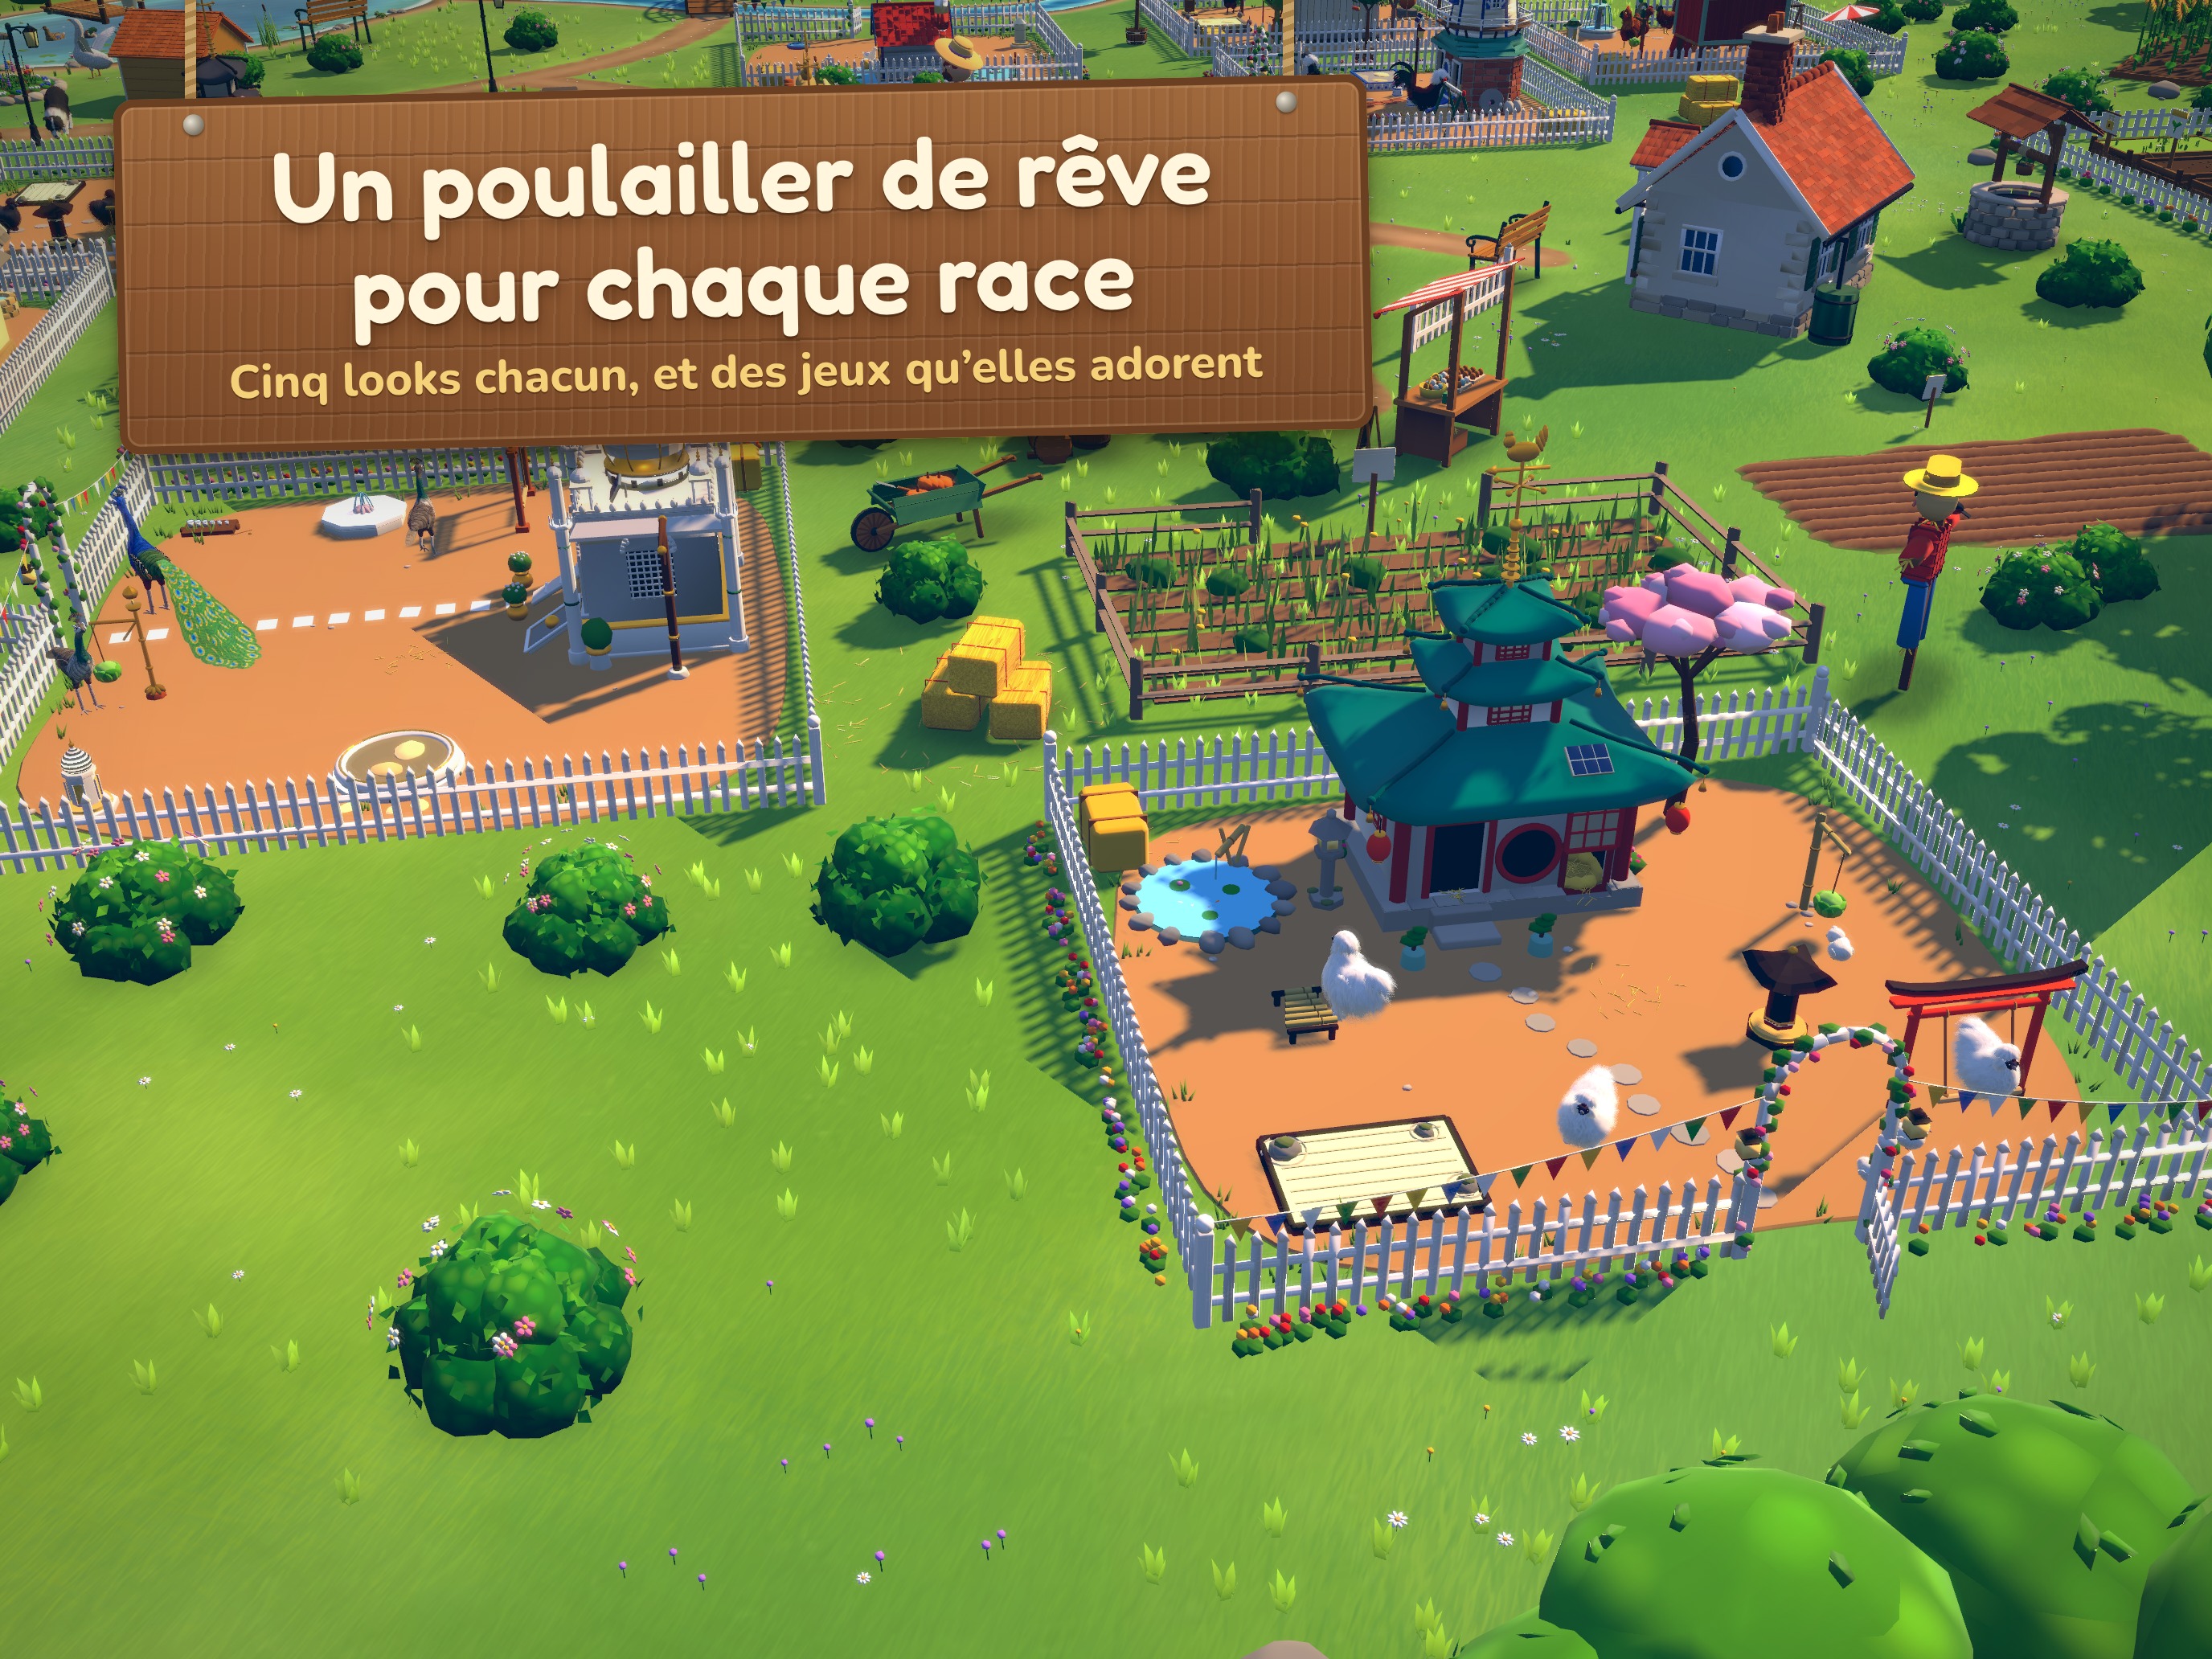 Un poulailler de rêve
pour chaque race
Cinq looks chacun, et des jeux qu’elles adorent